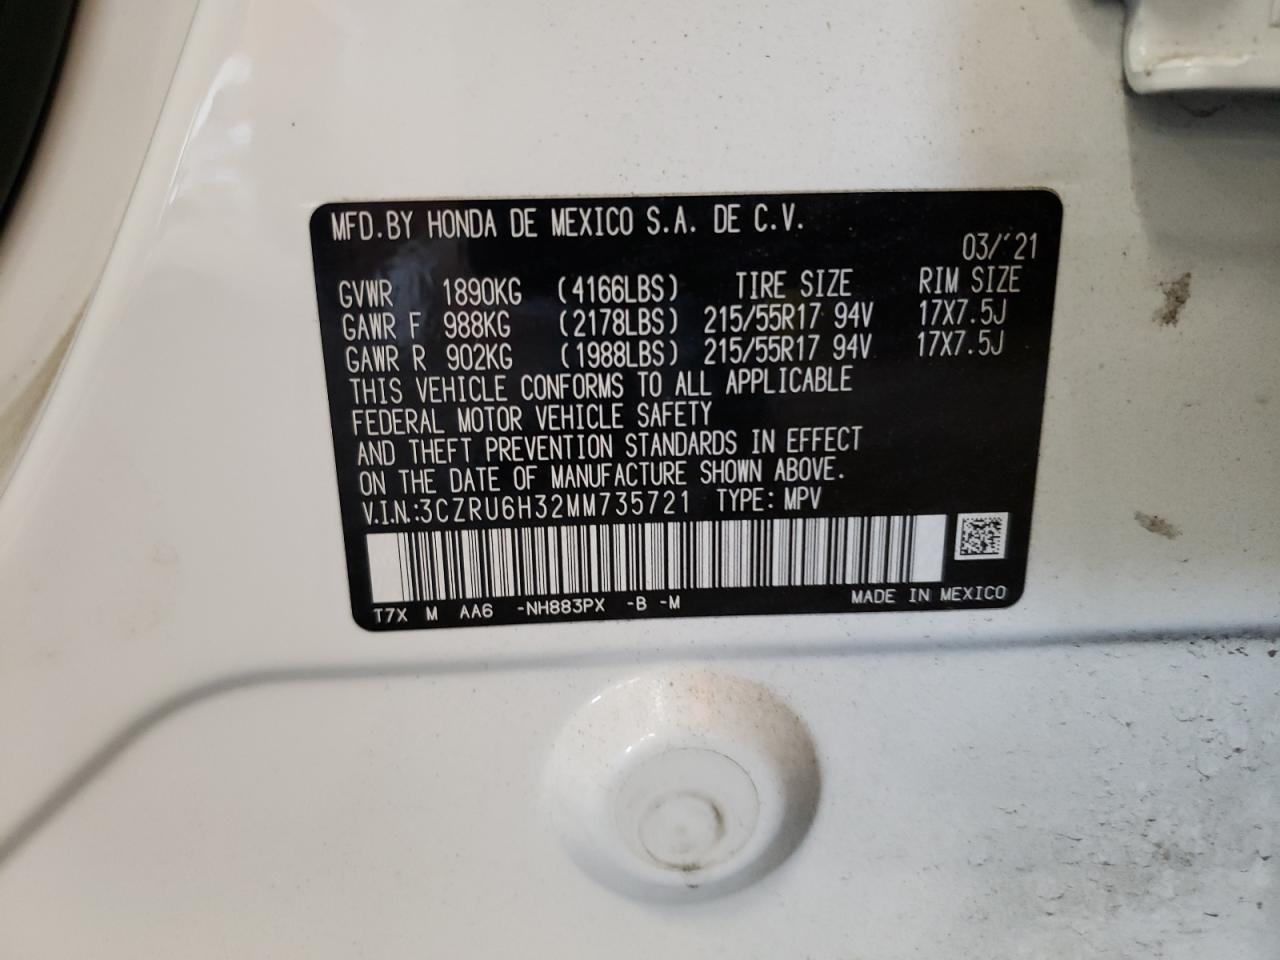 MFD.BY HONDA DE MEXICO S.A. DE C.V.
03/'21
GVWR 1890KG (4166LBS) TIRE SIZE RIM SIZE
GAWR F 988KG (2178LBS) 215/55R17 94V 17X7.5J
GAWR R 902KG (1988LBS) 215/55R17 94V 17X7.5J
THIS VEHICLE CONFORMS TO ALL APPLICABLE
FEDERAL MOTOR VEHICLE SAFETY
AND THEFT PREVENTION STANDARDS IN EFFECT
ON THE DATE OF MANUFACTURE SHOWN ABOVE.
V.I.N.:3CZRU6H32MM735721 TYPE: MPV
T7X M AA6 -NH883PX -B -M MADE IN MEXICO